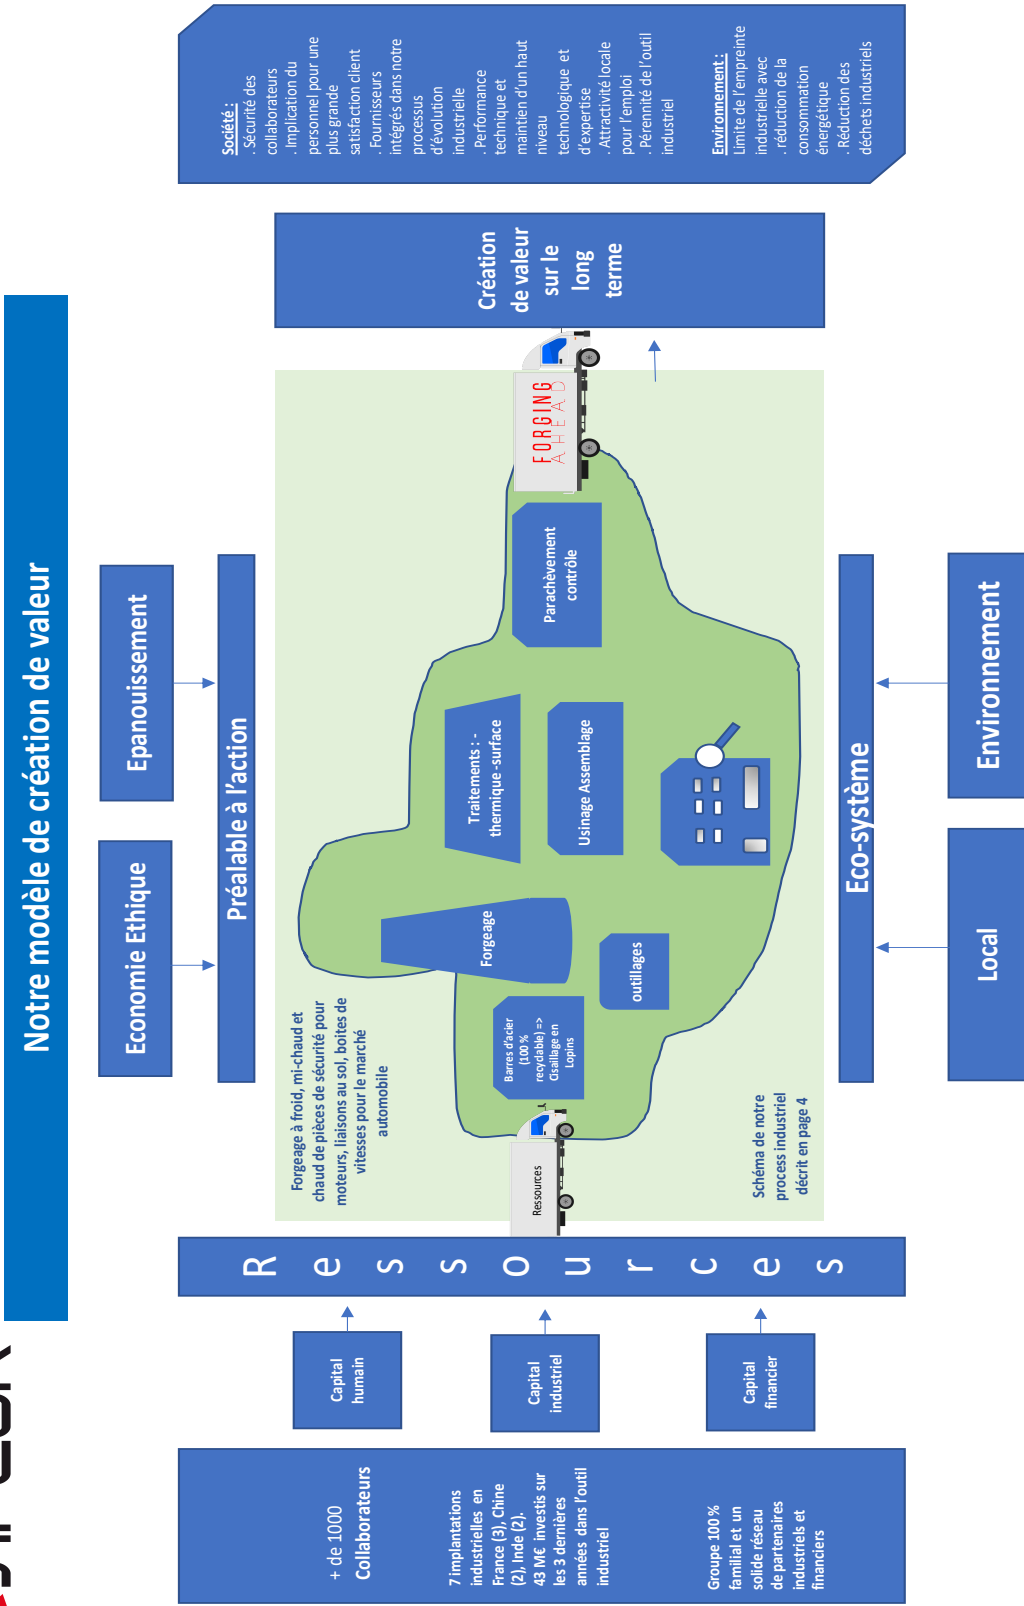 Notre modèle de création de valeur
Economie Ethique
Epanouissement
Préalable à l'action
+ de 1000
Collaborateurs
7 implantations
industrielles en
France (3), Chine
(2), Inde (2).
43 M€ investis sur
les 3 dernières
années dans l'outil
industriel
Groupe 100 %
familial et un
solide réseau
de partenaires
industriels et
financiers
Capital
humain
Capital
industriel
Capital
financier
Ressources
Forgeage à froid, mi-chaud et
chaud de pièces de sécurité pour
moteurs, liaisons au sol, boites de
vitesses pour le marché
automobile
Ressources
Barres d'acier
(100 %
recyclable) =>
Cisaillage en
Lopins
Forgeage
outillages
Traitements : -
thermique -surface
Usinage Assemblage
Parachèvement
contrôle
FORGING
AHEAD
Schéma de notre
process industriel
décrit en page 4
Création
de valeur
sur le
long
terme
Société :
. Sécurité des
collaborateurs
. Implication du
personnel pour une
plus grande
satisfaction client
. Fournisseurs
intégrés dans notre
processus
d'évolution
industrielle
. Performance
technique et
maintien d'un haut
niveau
technologique et
d'expertise
. Attractivité locale
pour l'emploi
. Pérennité de l'outil
industriel
Environnement :
Limite de l'empreinte
industrielle avec
. réduction de la
consommation
énergétique
. Réduction des
déchets industriels
Eco-système
Local
Environnement